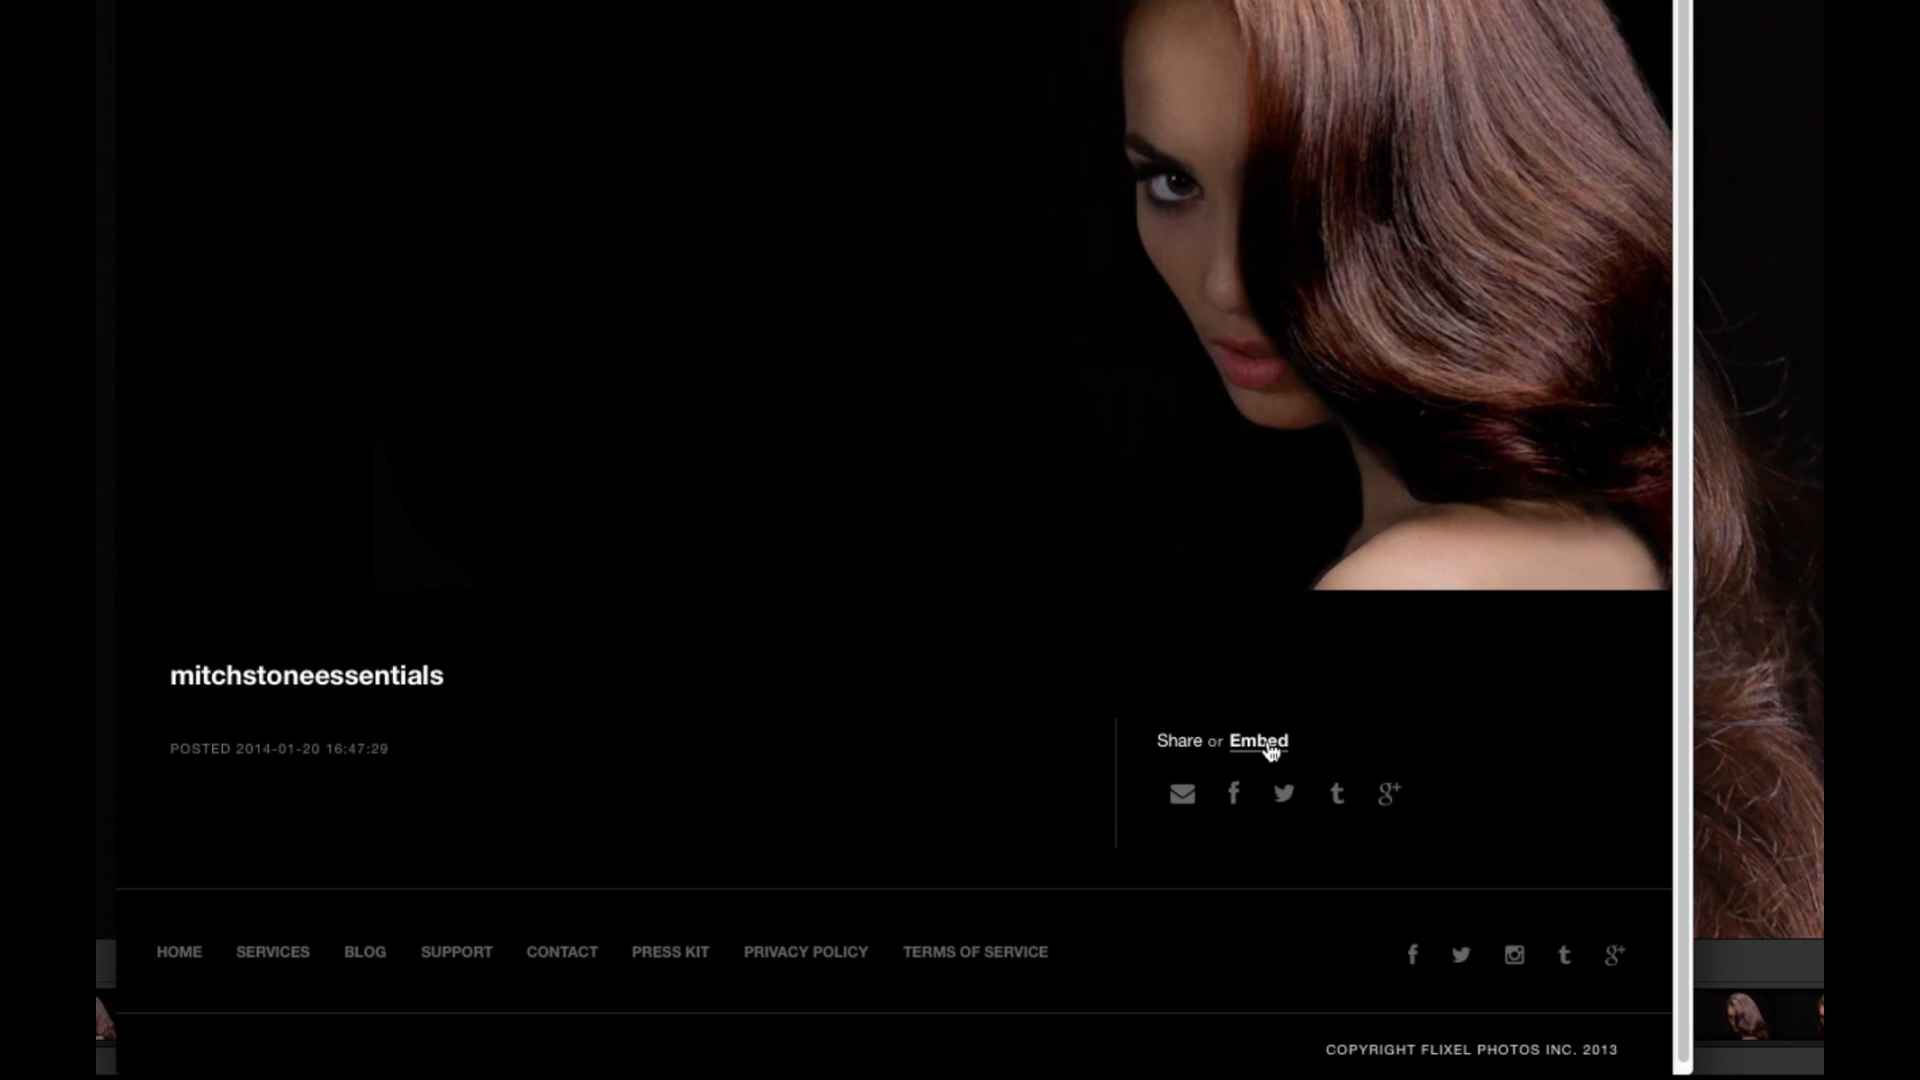 mitchstoneessentials
POSTED 2014-01-20 16:47:29
Share or Embed
HOME SERVICES BLOG SUPPORT CONTACT PRESS KIT PRIVACY POLICY TERMS OF SERVICE
COPYRIGHT FLIXEL PHOTOS INC. 2013